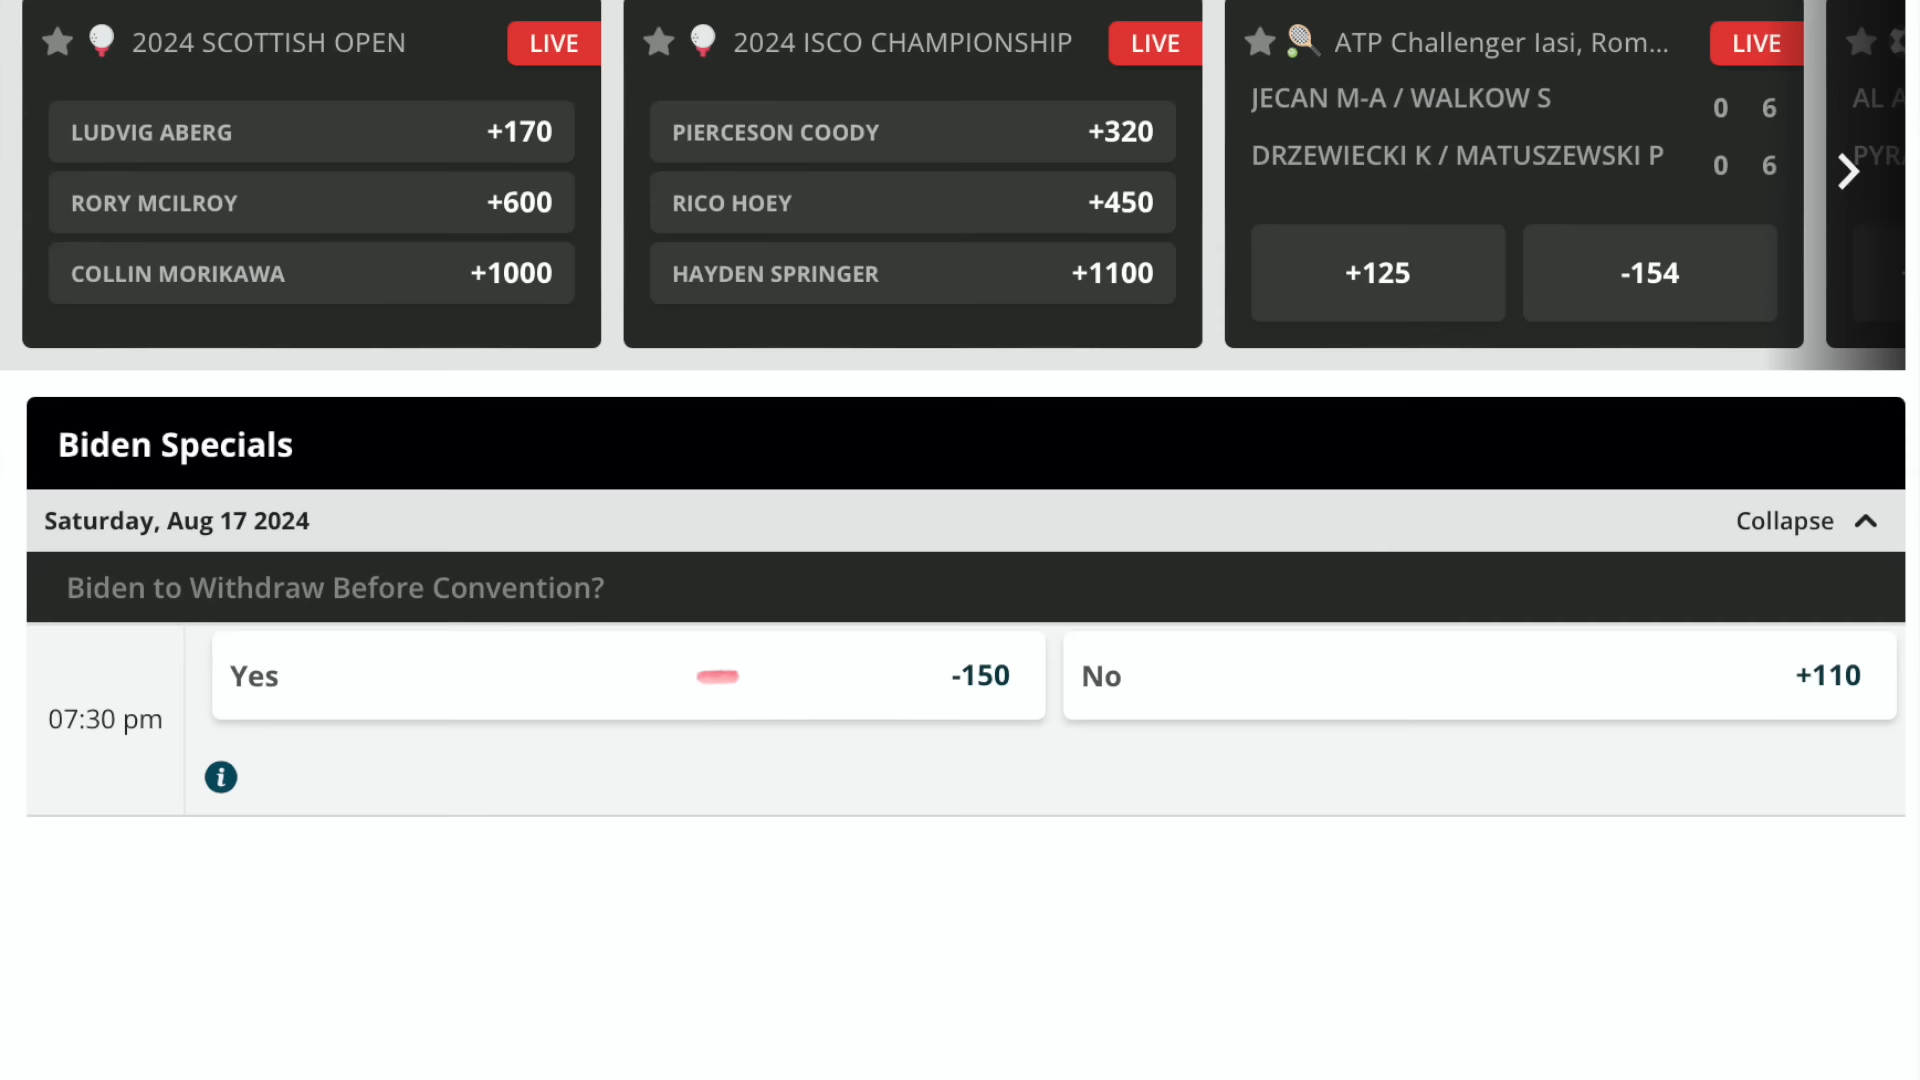 2024 SCOTTISH OPEN
LIVE
LUDVIG ABERG +170
RORY MCILROY +600
COLLIN MORIKAWA +1000
2024 ISCO CHAMPIONSHIP
LIVE
PIERCESON COODY +320
RICO HOEY +450
HAYDEN SPRINGER +1100
ATP Challenger Iasi, Rom...
LIVE
JECAN M-A / WALKOW S 0 6
DRZEWIECKI K / MATUSZEWSKI P 0 6
+125 -154
Biden Specials
Saturday, Aug 17 2024 Collapse
Biden to Withdraw Before Convention?
07:30 pm
Yes -150
No +110
i